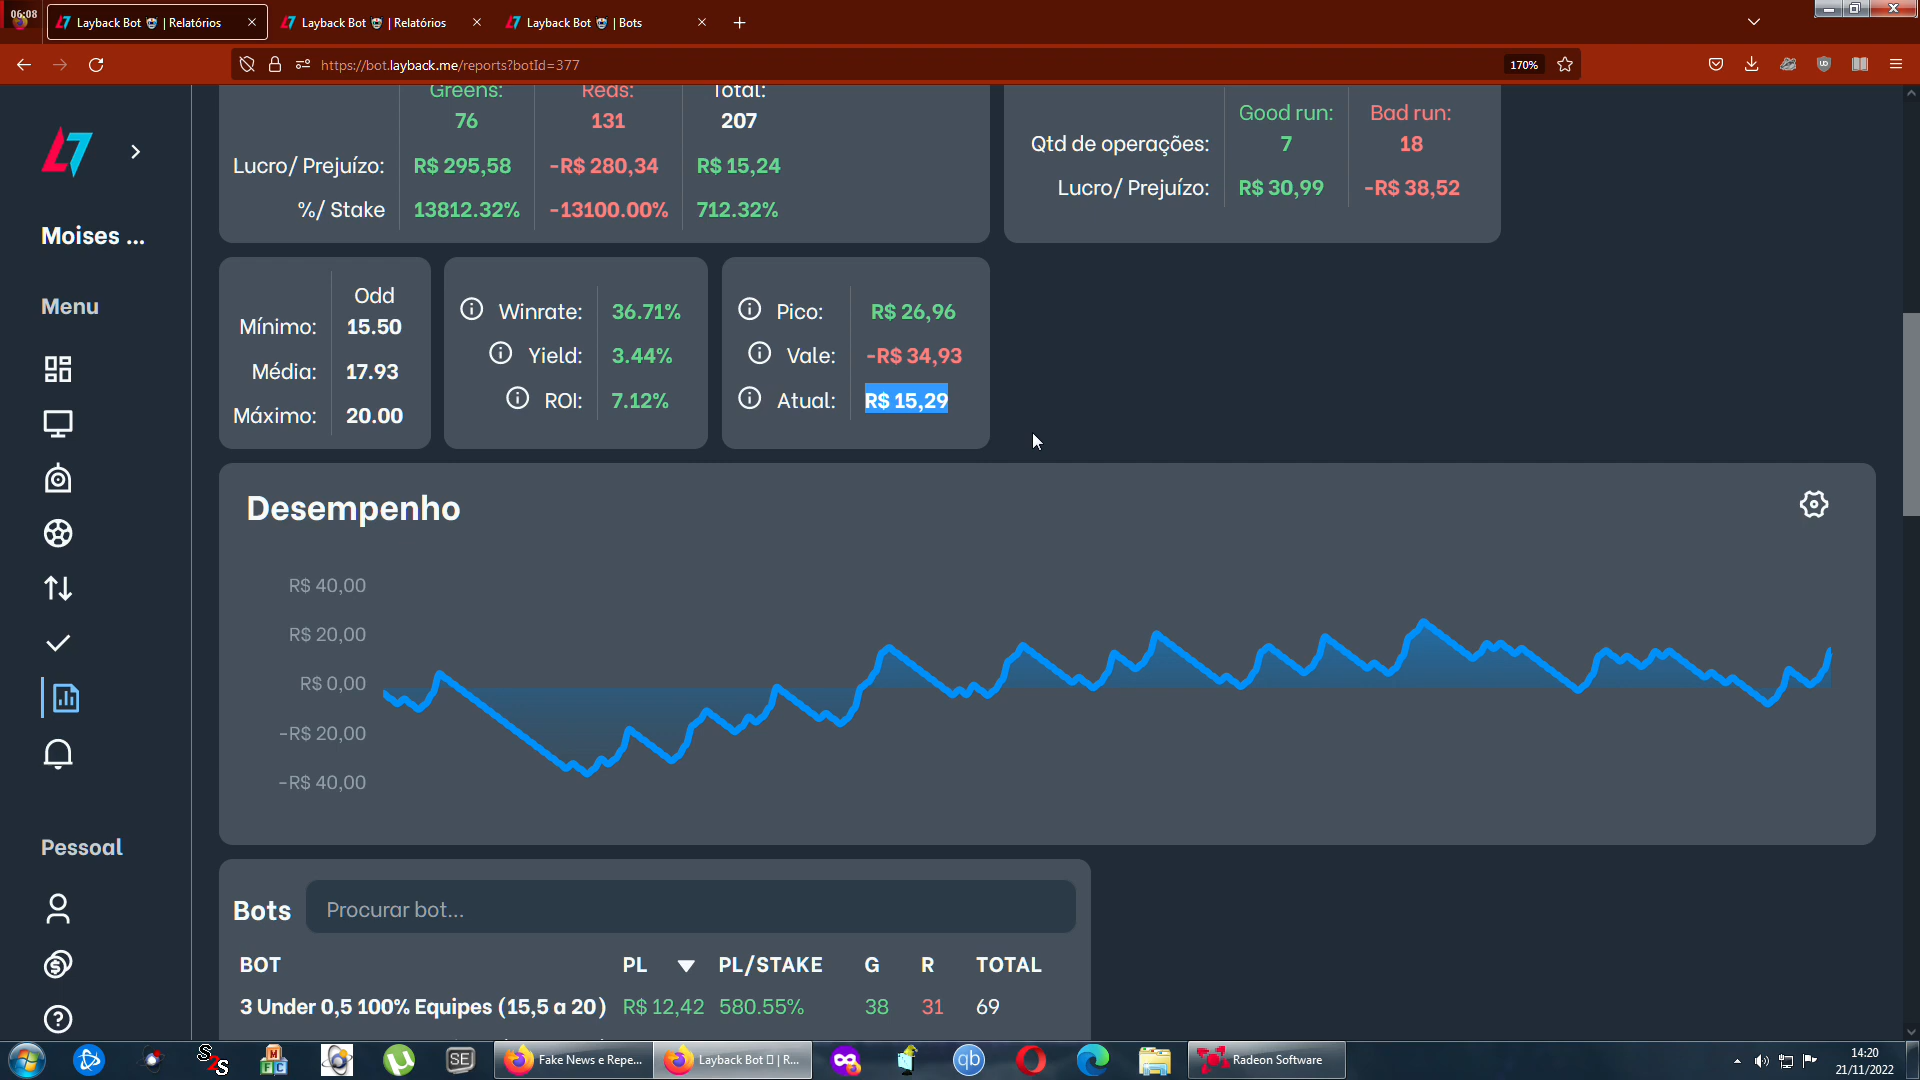 06:08
Layback Bot | Relatórios
Layback Bot | Relatórios
Layback Bot | Bots
https://bot.layback.me/reports?botId=377
170%
Moises ...
Menu
Pessoal
Greens: Reds: Total:
76 131 207
Lucro/ Prejuízo: R$ 295,58 -R$ 280,34 R$ 15,24
%/ Stake 13812.32% -13100.00% 712.32%
Good run: Bad run:
Qtd de operações: 7 18
Lucro/ Prejuízo: R$ 30,99 -R$ 38,52
Odd
Mínimo: 15.50
Média: 17.93
Máximo: 20.00
Winrate: 36.71%
Yield: 3.44%
ROI: 7.12%
Pico: R$ 26,96
Vale: -R$ 34,93
Atual: R$ 15,29
Desempenho
R$ 40,00
R$ 20,00
R$ 0,00
-R$ 20,00
-R$ 40,00
Bots Procurar bot...
BOT PL PL/STAKE G R TOTAL
3 Under 0,5 100% Equipes (15,5 a 20) R$ 12,42 580.55% 38 31 69
Fake News e Repe...
Layback Bot | R...
Radeon Software
14:20
21/11/2022